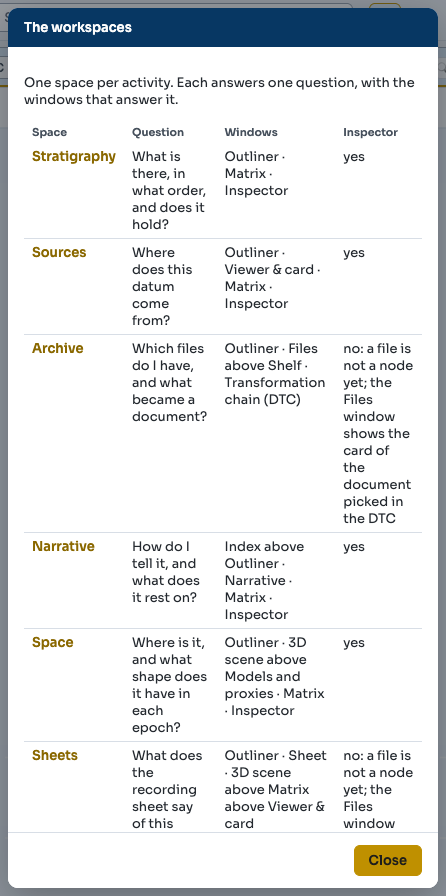 The workspaces
One space per activity. Each answers one question, with the
windows that answer it.
Space Question Windows Inspector
Stratigraphy
What is
there, in
what order,
and does it
hold?
Outliner ·
Matrix ·
Inspector
yes
Sources
Where
does this
datum
come
from?
Outliner ·
Viewer & card ·
Matrix ·
Inspector
yes
Archive
Which files
do I have,
and what
became a
document?
Outliner · Files
above Shelf ·
Transformation
chain (DTC)
no: a file is
not a node
yet; the
Files
window
shows the
card of
the
document
picked in
the DTC
Narrative
How do I
tell it, and
what does
it rest on?
Index above
Outliner ·
Narrative ·
Matrix ·
Inspector
yes
Space
Where is it,
and what
shape does
it have in
each
epoch?
Outliner · 3D
scene above
Models and
proxies · Matrix
· Inspector
yes
Sheets
What does
the
recording
sheet say
of this
Outliner · Sheet
· 3D scene
above Matrix
above Viewer &
card
no: a file is
not a node
yet; the
Files
window
Close